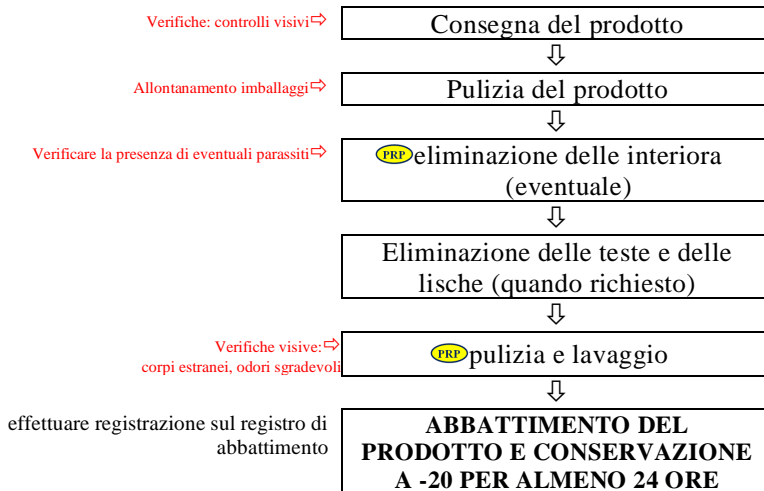 Verifiche: controlli visivi⇨
Consegna del prodotto
Allontanamento imballaggi⇨
Pulizia del prodotto
Verificare la presenza di eventuali parassiti⇨
PRP eliminazione delle interiora
(eventuale)
Eliminazione delle teste e delle
lische (quando richiesto)
Verifiche visive:⇨
corpi estranei, odori sgradevoli
PRP pulizia e lavaggio
effettuare registrazione sul registro di
abbattimento
ABBATTIMENTO DEL
PRODOTTO E CONSERVAZIONE
A -20 PER ALMENO 24 ORE